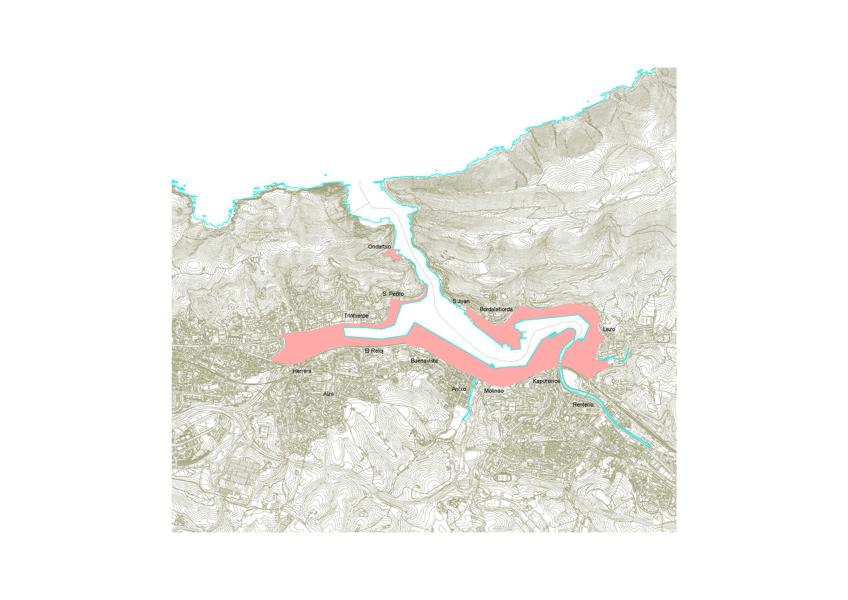 Ondartxo
S. Pedro
S.Juan
Bordalaborda
Trintxerpe
Lezo
El Reloj
Buenavista
Herrera
Kaputxinos
Alza
Ancho
Molinao
Renteria